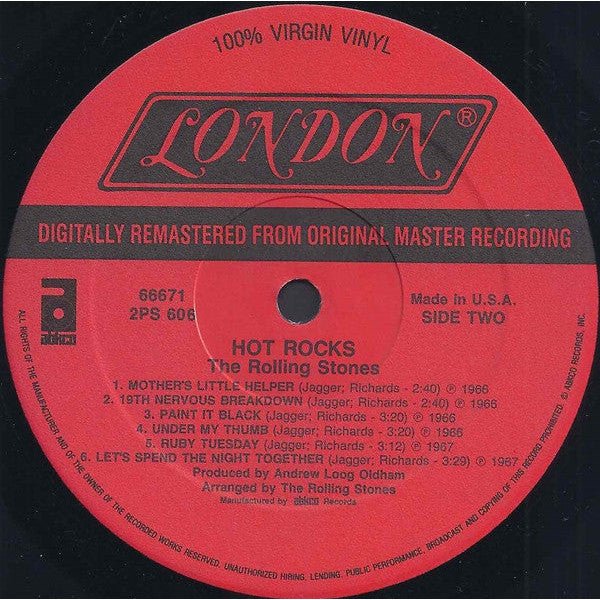 100% VIRGIN VINYL
LONDON®
DIGITALLY REMASTERED FROM ORIGINAL MASTER RECORDING
a
abkco
66671
2PS 606
Made in U.S.A.
SIDE TWO
HOT ROCKS
The Rolling Stones
1. MOTHER'S LITTLE HELPER (Jagger; Richards - 2:40) ℗ 1966
2. 19TH NERVOUS BREAKDOWN (Jagger; Richards - 2:40) ℗ 1966
3. PAINT IT BLACK (Jagger; Richards - 3:20) ℗ 1966
4. UNDER MY THUMB (Jagger; Richards - 3:20) ℗ 1966
5. RUBY TUESDAY (Jagger; Richards - 3:12) ℗ 1967
6. LET'S SPEND THE NIGHT TOGETHER (Jagger; Richards - 3:29) ℗ 1967
Produced by Andrew Loog Oldham
Arranged by The Rolling Stones
Manufactured by abkco Records
ALL RIGHTS OF THE MANUFACTURER AND OF THE OWNER OF THE RECORDED WORKS RESERVED. UNAUTHORIZED HIRING, LENDING, PUBLIC PERFORMANCE, BROADCAST AND COPYING OF THIS RECORD PROHIBITED. © ABKCO RECORDS, INC.